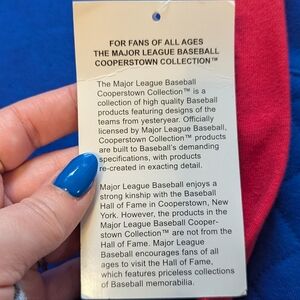 FOR FANS OF ALL AGES
THE MAJOR LEAGUE BASEBALL
COOPERSTOWN COLLECTION™
The Major League Baseball
Cooperstown Collection™ is a
collection of high quality Baseball
products featuring designs of the
teams from yesteryear. Officially
licensed by Major League Baseball,
Cooperstown Collection™ products
are built to Baseball's demanding
specifications, with products
re-created in exacting detail.
Major League Baseball enjoys a
strong kinship with the Baseball
Hall of Fame in Cooperstown, New
York. However, the products in the
Major League Baseball Cooper-
stown Collection™ are not from the
Hall of Fame. Major League
Baseball encourages fans of all
ages to visit the Hall of Fame,
which features priceless collections
of Baseball memorabilia.